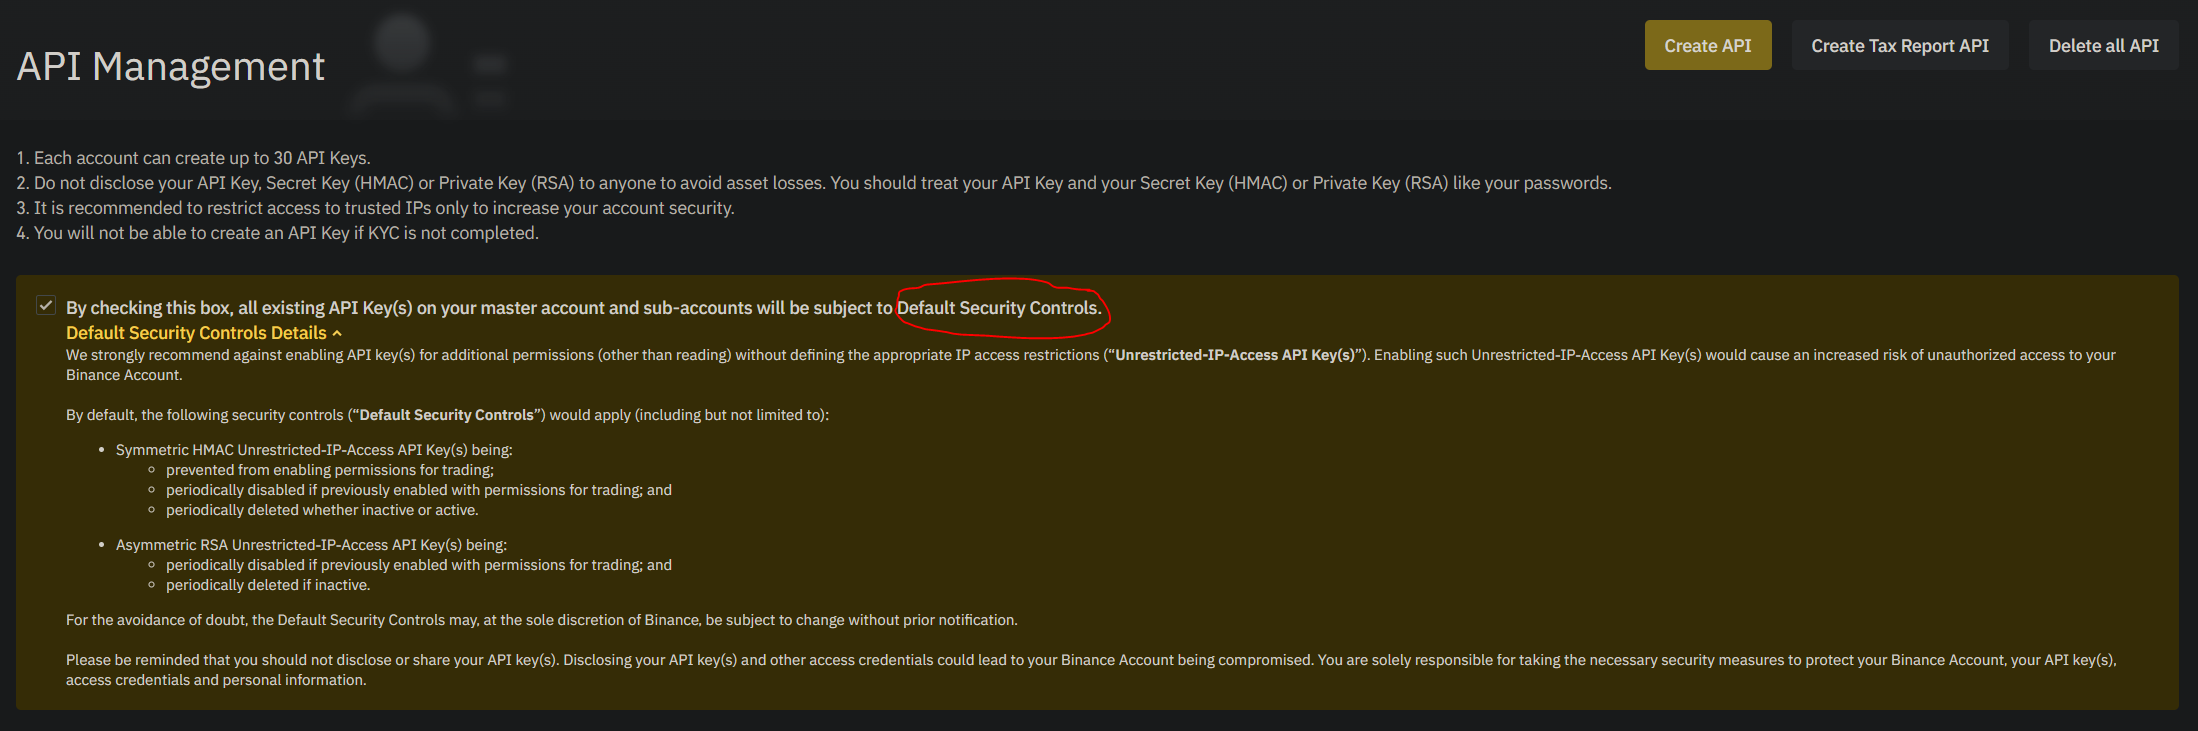 API Management
Create API
Create Tax Report API
Delete all API
1. Each account can create up to 30 API Keys.
2. Do not disclose your API Key, Secret Key (HMAC) or Private Key (RSA) to anyone to avoid asset losses. You should treat your API Key and your Secret Key (HMAC) or Private Key (RSA) like your passwords.
3. It is recommended to restrict access to trusted IPs only to increase your account security.
4. You will not be able to create an API Key if KYC is not completed.
By checking this box, all existing API Key(s) on your master account and sub-accounts will be subject to Default Security Controls.
Default Security Controls Details
We strongly recommend against enabling API key(s) for additional permissions (other than reading) without defining the appropriate IP access restrictions (“Unrestricted-IP-Access API Key(s)”). Enabling such Unrestricted-IP-Access API Key(s) would cause an increased risk of unauthorized access to your
Binance Account.
By default, the following security controls (“Default Security Controls”) would apply (including but not limited to):
• Symmetric HMAC Unrestricted-IP-Access API Key(s) being:
◦ prevented from enabling permissions for trading;
◦ periodically disabled if previously enabled with permissions for trading; and
◦ periodically deleted whether inactive or active.
• Asymmetric RSA Unrestricted-IP-Access API Key(s) being:
◦ periodically disabled if previously enabled with permissions for trading; and
◦ periodically deleted if inactive.
For the avoidance of doubt, the Default Security Controls may, at the sole discretion of Binance, be subject to change without prior notification.
Please be reminded that you should not disclose or share your API key(s). Disclosing your API key(s) and other access credentials could lead to your Binance Account being compromised. You are solely responsible for taking the necessary security measures to protect your Binance Account, your API key(s),
access credentials and personal information.